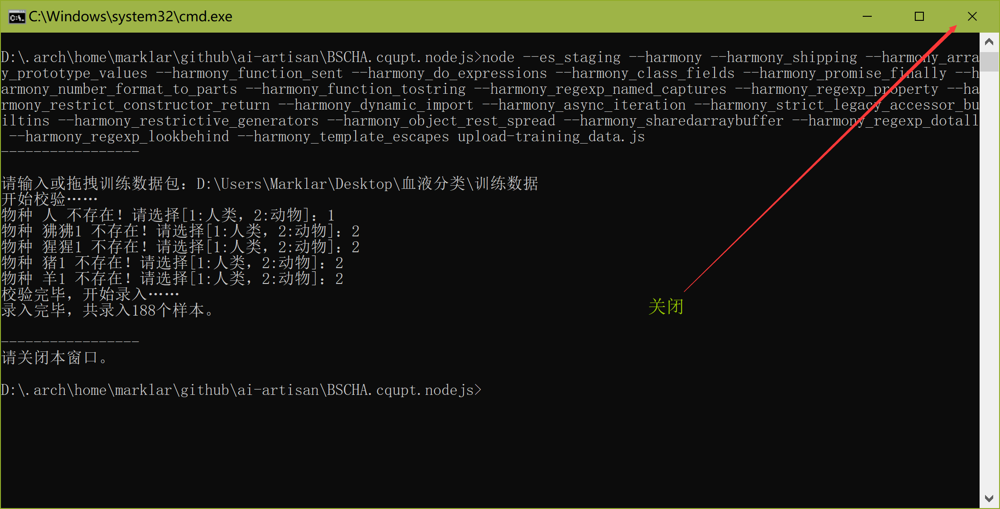 C:\Windows\system32\cmd.exe
D:\.arch\home\marklar\github\ai-artisan\BSCHA.cqupt.nodejs>node --es_staging --harmony --harmony_shipping --harmony_arra
y_prototype_values --harmony_function_sent --harmony_do_expressions --harmony_class_fields --harmony_promise_finally --h
armony_number_format_to_parts --harmony_function_tostring --harmony_regexp_named_captures --harmony_regexp_property --ha
rmony_restrict_constructor_return --harmony_dynamic_import --harmony_async_iteration --harmony_strict_legacy_accessor_bu
iltins --harmony_restrictive_generators --harmony_object_rest_spread --harmony_sharedarraybuffer --harmony_regexp_dotall
 --harmony_regexp_lookbehind --harmony_template_escapes upload-training_data.js
-----------------
请输入或拖拽训练数据包：D:\Users\Marklar\Desktop\血液分类\训练数据
开始校验……
物种 人 不存在！请选择[1:人类，2:动物]：1
物种 狒狒1 不存在！请选择[1:人类，2:动物]：2
物种 猩猩1 不存在！请选择[1:人类，2:动物]：2
物种 猪1 不存在！请选择[1:人类，2:动物]：2
物种 羊1 不存在！请选择[1:人类，2:动物]：2
校验完毕，开始录入……
录入完毕，共录入188个样本。
关闭
-----------------
请关闭本窗口。
D:\.arch\home\marklar\github\ai-artisan\BSCHA.cqupt.nodejs>